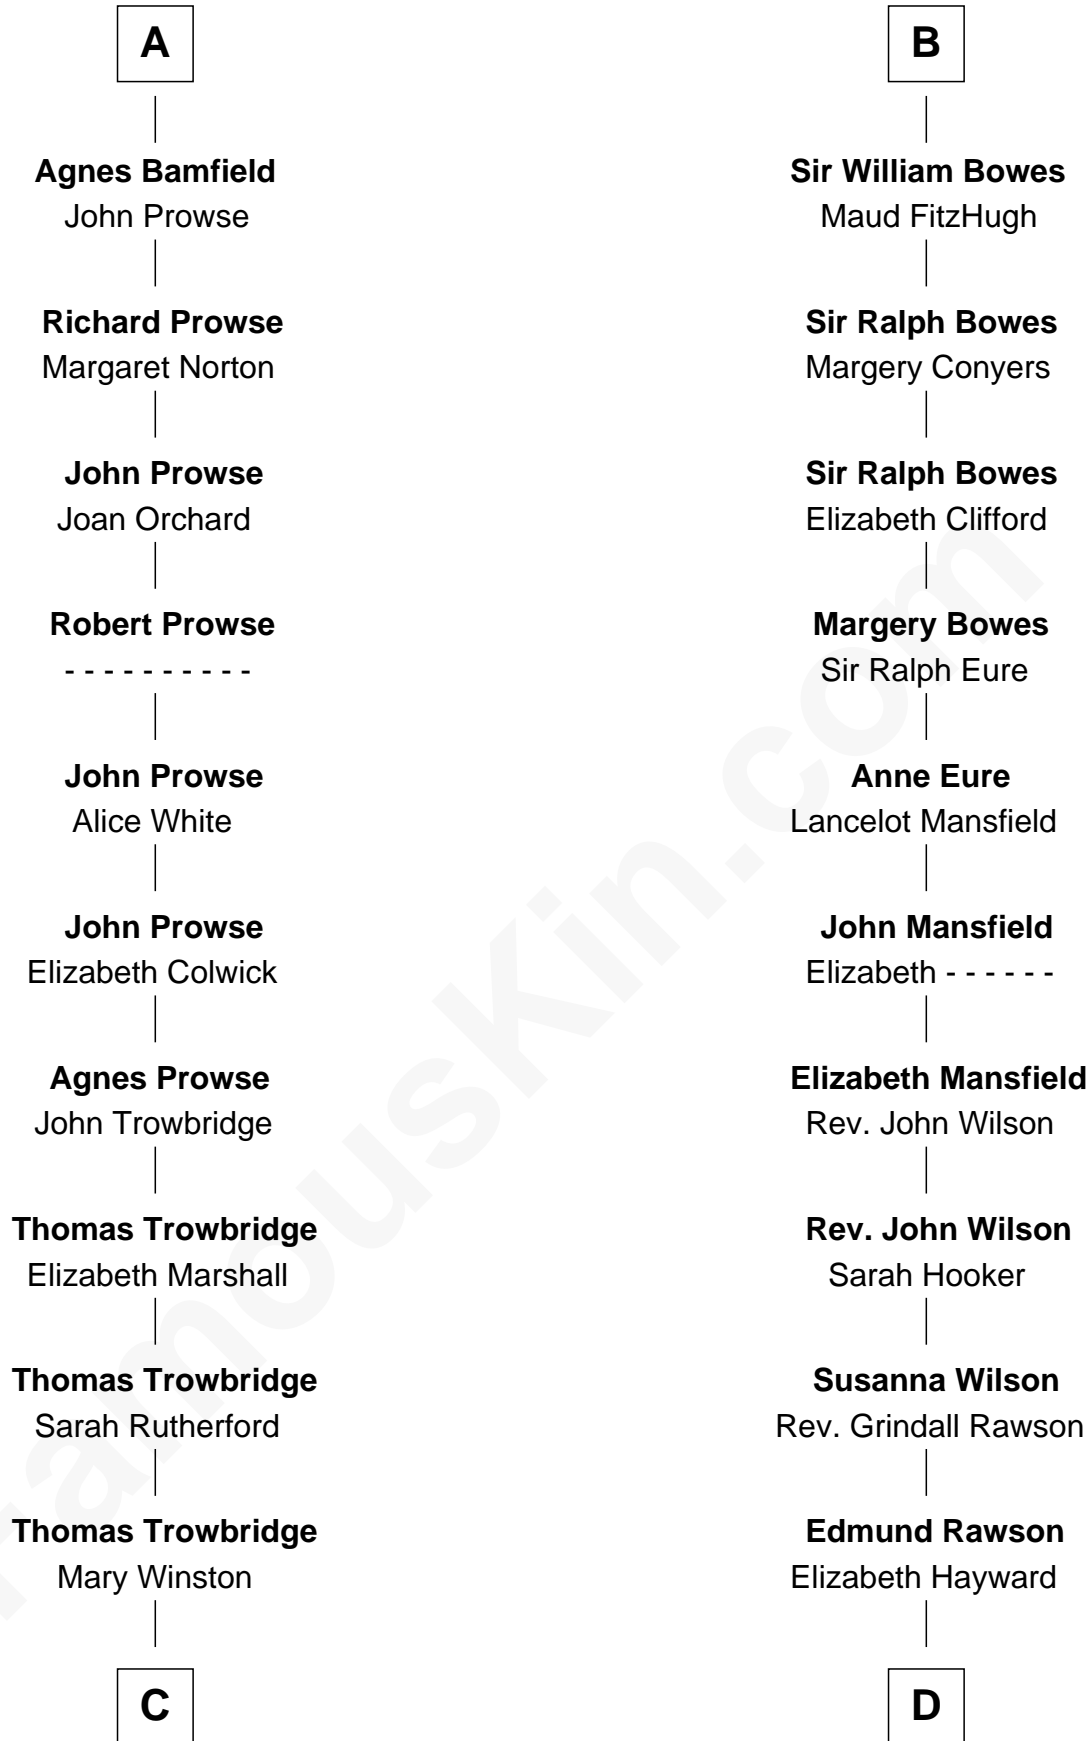 A
Agnes Bamfield
John Prowse
Richard Prowse
Margaret Norton
John Prowse
Joan Orchard
Robert Prowse
- - - - - - - - - -
John Prowse
Alice White
John Prowse
Elizabeth Colwick
Agnes Prowse
John Trowbridge
Thomas Trowbridge
Elizabeth Marshall
Thomas Trowbridge
Sarah Rutherford
Thomas Trowbridge
Mary Winston
C
B
Sir William Bowes
Maud FitzHugh
Sir Ralph Bowes
Margery Conyers
Sir Ralph Bowes
Elizabeth Clifford
Margery Bowes
Sir Ralph Eure
Anne Eure
Lancelot Mansfield
John Mansfield
Elizabeth - - - - - -
Elizabeth Mansfield
Rev. John Wilson
Rev. John Wilson
Sarah Hooker
Susanna Wilson
Rev. Grindall Rawson
Edmund Rawson
Elizabeth Hayward
D
FamousKin.com